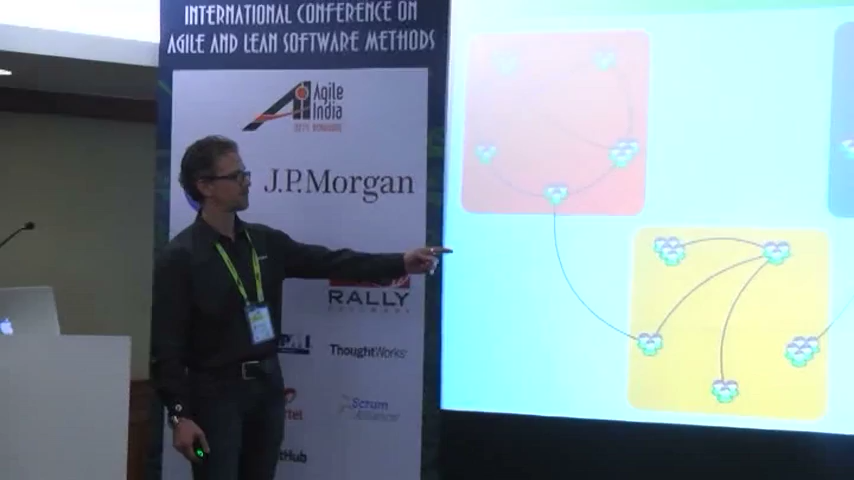 INTERNATIONAL CONFERENCE ON
AGILE AND LEAN SOFTWARE METHODS
Agile
India
J.P.Morgan
RALLY
ThoughtWorks
Scrum
Alliance